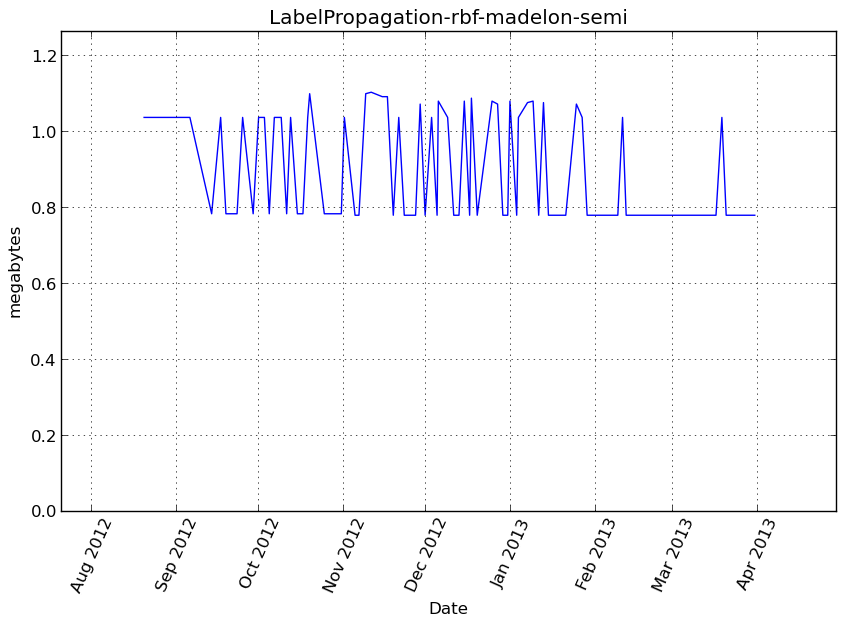 LabelPropagation-rbf-madelon-semi
1.2
1.0
0.8
0.6
0.4
0.2
0.0
megabytes
Aug 2012
Sep 2012
Oct 2012
Nov 2012
Dec 2012
Jan 2013
Feb 2013
Mar 2013
Apr 2013
Date